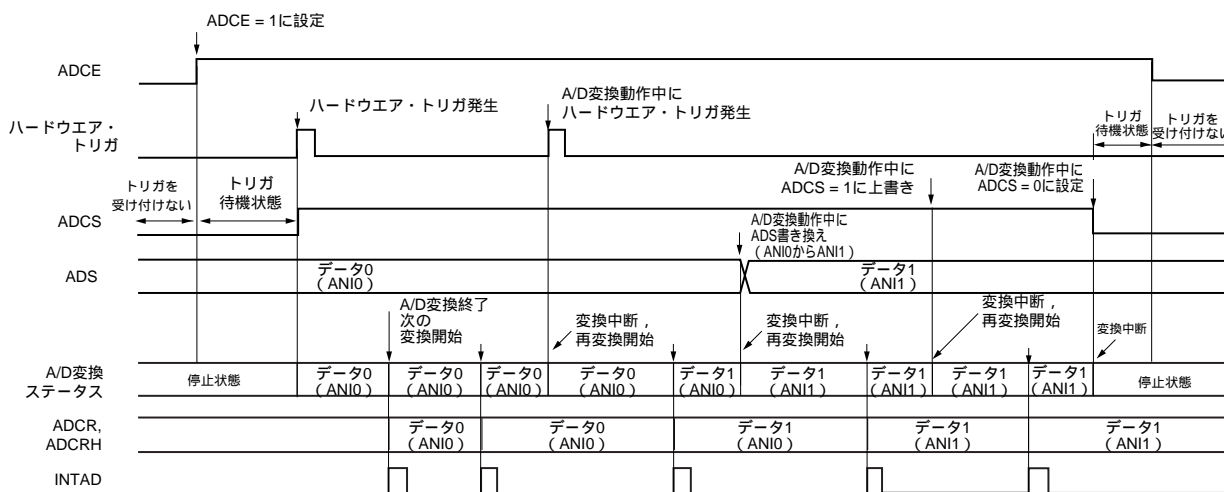 ADCE = 1に設定
ADCE
ハードウエア・トリガ発生
A/D変換動作中に
ハードウエア・トリガ発生
ハードウエア・
トリガ
トリガ
待機状態
トリガを
受け付けない
トリガを
受け付けない
トリガ
待機状態
A/D変換動作中に
ADCS = 1に上書き
A/D変換動作中に
ADCS = 0に設定
ADCS
A/D変換動作中に
ADS書き換え
（ANI0からANI1）
ADS
データ0
（ANI0）
データ1
（ANI1）
A/D変換終了
次の
変換開始
変換中断，
再変換開始
変換中断，
再変換開始
変換中断，
再変換開始
変換中断
A/D変換
ステータス
停止状態
データ0
（ANI0）
データ0
（ANI0）
データ0
（ANI0）
データ0
（ANI0）
データ1
（ANI0）
データ1
（ANI1）
データ1
（ANI1）
データ1
（ANI1）
データ1
（ANI1）
停止状態
ADCR,
ADCRH
データ0
（ANI0）
データ0
（ANI0）
データ1
（ANI0）
データ1
（ANI1）
データ1
（ANI1）
INTAD